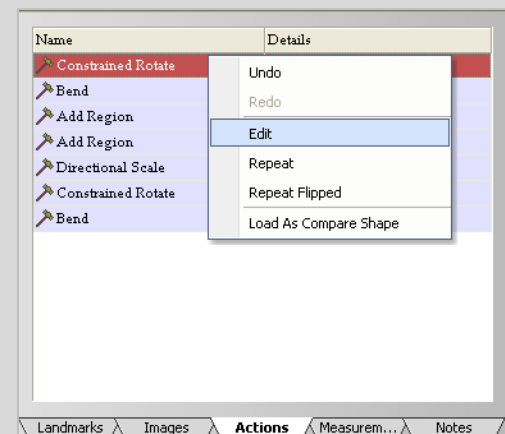 Name Details
Constrained Rotate
Bend
Add Region
Add Region
Directional Scale
Constrained Rotate
Bend
Undo
Redo
Edit
Repeat
Repeat Flipped
Load As Compare Shape
Landmarks Images Actions Measurem... Notes